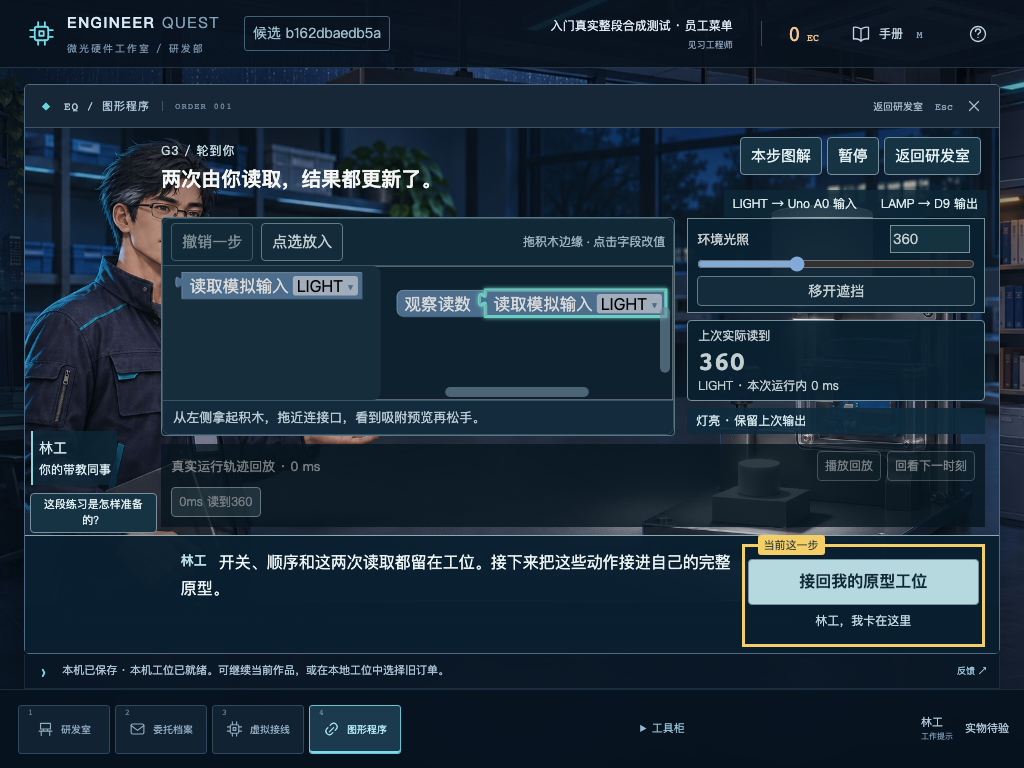 ENGINEER QUEST
微光硬件工作室 / 研发部
候选 b162dbaedb5a
入门真实整段合成测试 · 员工菜单
见习工程师
0 EC
手册 M
?
EQ / 图形程序 | ORDER 001
返回研发室 Esc ×
G3 / 轮到你
两次由你读取，结果都更新了。
本步图解
暂停
返回研发室
LIGHT → Uno A0 输入 LAMP → D9 输出
撤销一步
点选放入
拖积木边缘 · 点击字段改值
环境光照
360
移开遮挡
读取模拟输入 LIGHT ▾
观察读数 读取模拟输入 LIGHT ▾
上次实际读到
360
LIGHT · 本次运行内 0 ms
从左侧拿起积木，拖近连接口，看到吸附预览再松手。
灯亮 · 保留上次输出
林工
你的带教同事
这段练习是怎样准备
的?
真实运行轨迹回放 · 0 ms
播放回放
回看下一时刻
0ms 读到360
林工 开关、顺序和这两次读取都留在工位。接下来把这些动作接进自己的完整
原型。
当前这一步
接回我的原型工位
林工，我卡在这里
本机已保存 · 本机工位已就绪。可继续当前作品，或在本地工位中选择旧订单。
反馈 ↗
1 研发室
2 委托档案
3 虚拟接线
4 图形程序
▶ 工具柜
林工
工作提示
实物待验